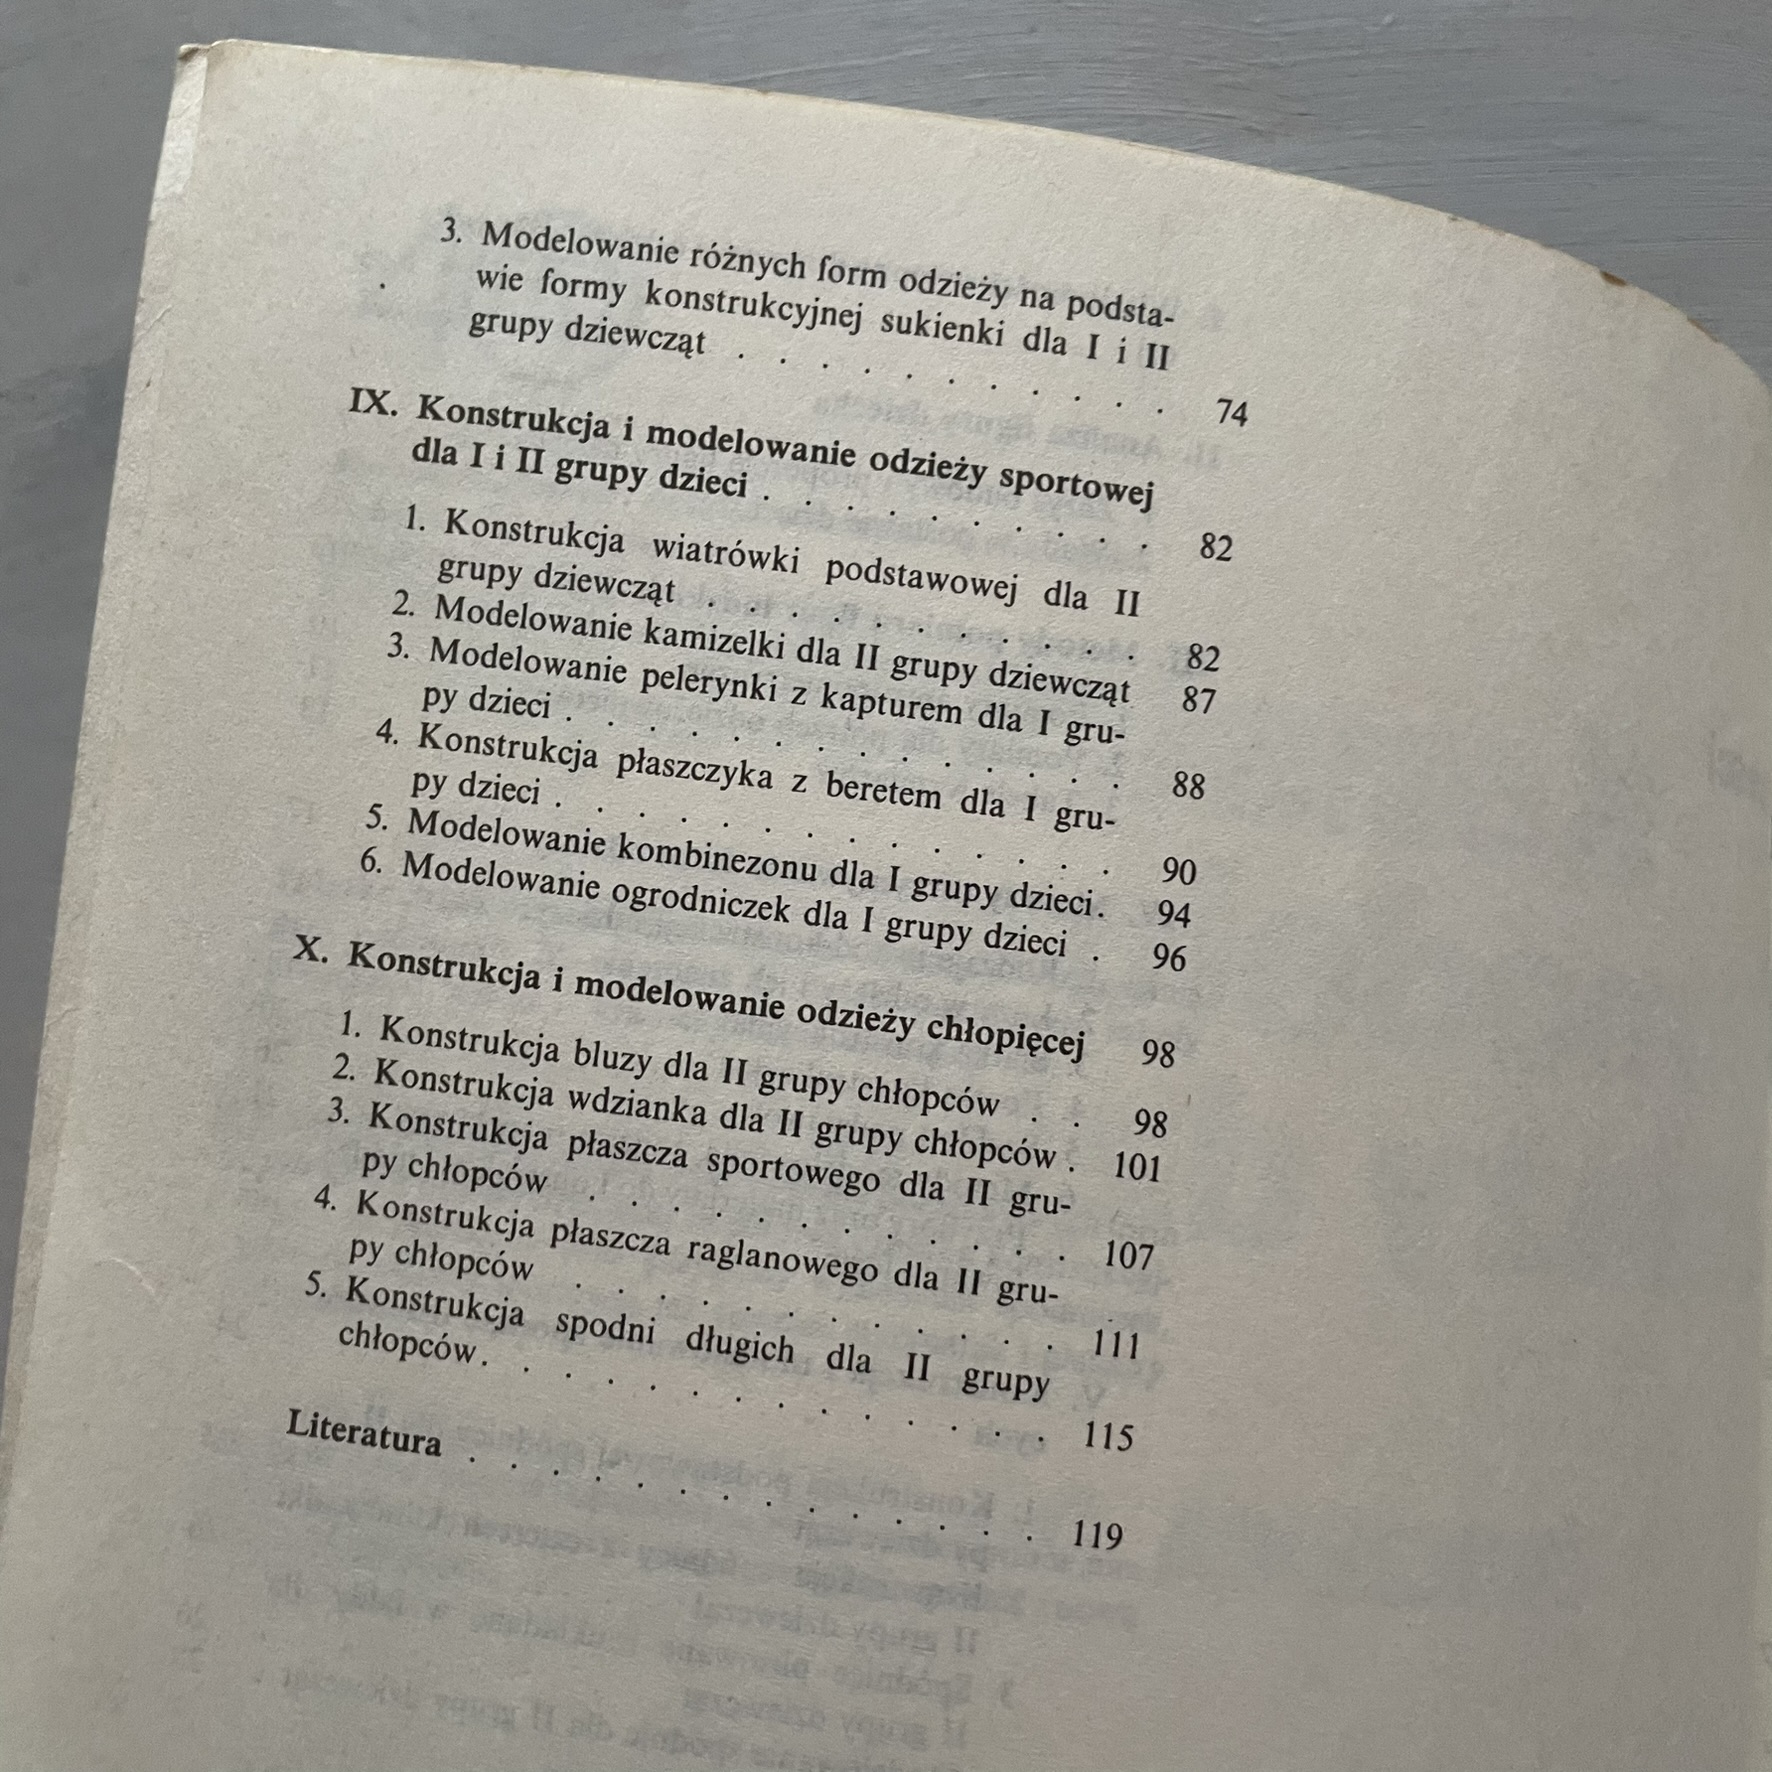 3. Modelowanie różnych form odzieży na podsta-
wie formy konstrukcyjnej sukienki dla I i II
grupy dziewcząt . . . . . . . . . . . 74
IX. Konstrukcja i modelowanie odzieży sportowej
dla I i II grupy dzieci . . . . . . . . . . 82
1. Konstrukcja wiatrówki podstawowej dla II
grupy dziewcząt . . . . . . . . . . . 82
2. Modelowanie kamizelki dla II grupy dziewcząt 87
3. Modelowanie pelerynki z kapturem dla I gru-
py dzieci . . . . . . . . . . . . . . 88
4. Konstrukcja płaszczyka z beretem dla I gru-
py dzieci . . . . . . . . . . . . . . 90
5. Modelowanie kombinezonu dla I grupy dzieci. 94
6. Modelowanie ogrodniczek dla I grupy dzieci . 96
X. Konstrukcja i modelowanie odzieży chłopięcej 98
1. Konstrukcja bluzy dla II grupy chłopców . . 98
2. Konstrukcja wdzianka dla II grupy chłopców . 101
3. Konstrukcja płaszcza sportowego dla II gru-
py chłopców . . . . . . . . . . . . 107
4. Konstrukcja płaszcza raglanowego dla II gru-
py chłopców . . . . . . . . . . . . 111
5. Konstrukcja spodni długich dla II grupy
chłopców. . . . . . . . . . . . . . . 115
Literatura . . . . . . . . . . . . . . 119